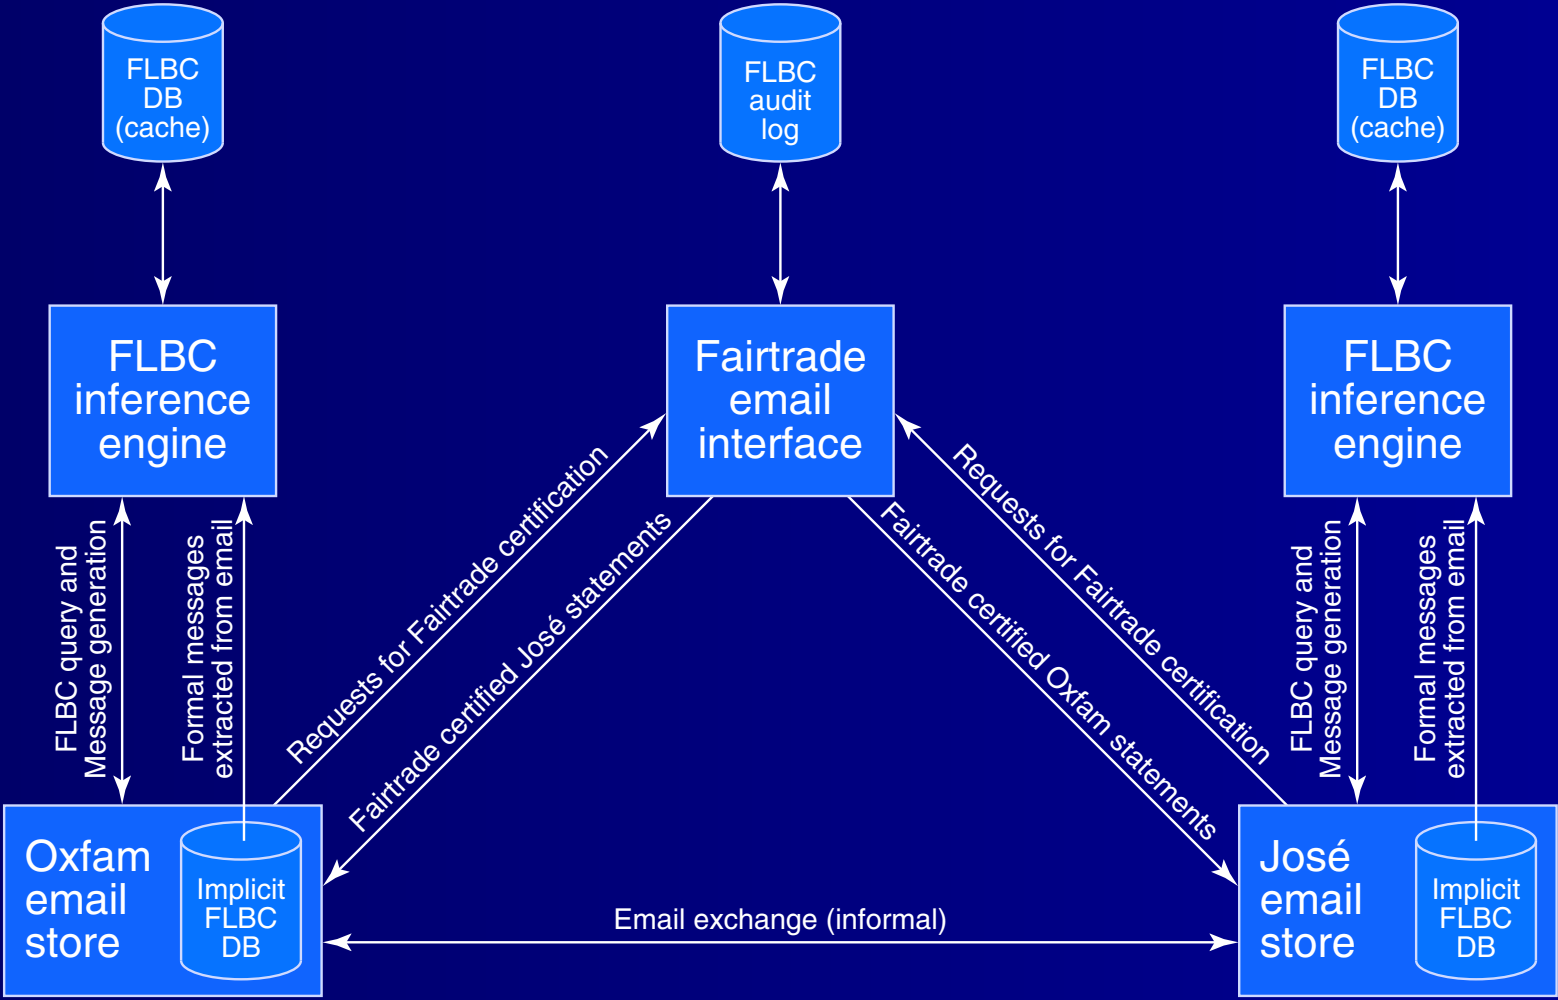 FLBC
DB
(cache)
FLBC
audit
log
FLBC
DB
(cache)
FLBC
inference
engine
Fairtrade
email
interface
FLBC
inference
engine
FLBC query and
Message generation
Formal messages
extracted from email
Requests for Fairtrade certification
Fairtrade certified José statements
Fairtrade certified Oxfam statements
Requests for Fairtrade certification
FLBC query and
Message generation
Formal messages
extracted from email
Oxfam
email
store
Implicit
FLBC
DB
Email exchange (informal)
José
email
store
Implicit
FLBC
DB